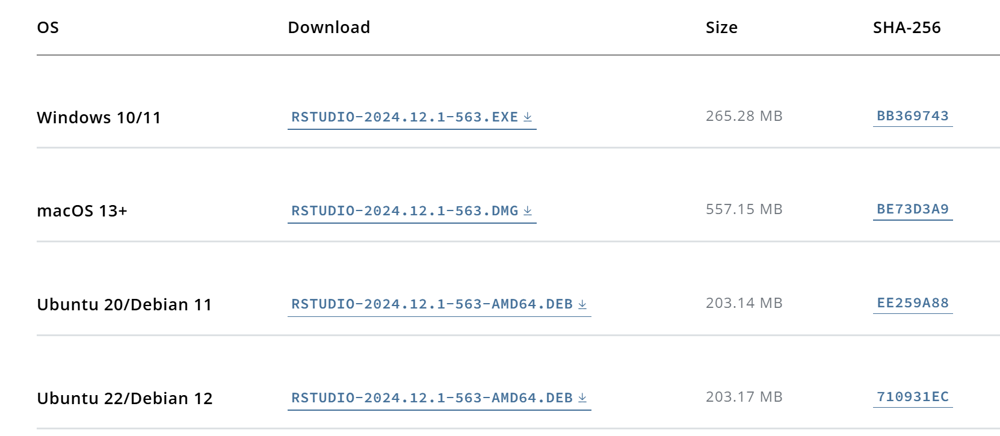 OS Download Size SHA-256
Windows 10/11 RSTUDIO-2024.12.1-563.EXE 265.28 MB BB369743
macOS 13+ RSTUDIO-2024.12.1-563.DMG 557.15 MB BE73D3A9
Ubuntu 20/Debian 11 RSTUDIO-2024.12.1-563-AMD64.DEB 203.14 MB EE259A88
Ubuntu 22/Debian 12 RSTUDIO-2024.12.1-563-AMD64.DEB 203.17 MB 710931EC